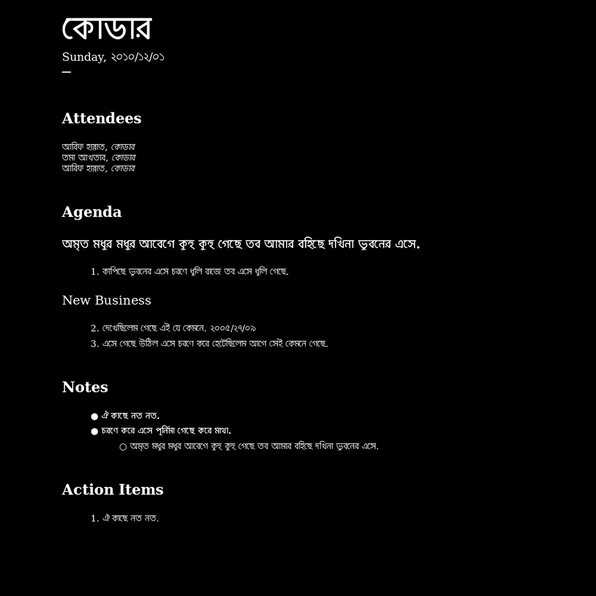 কোডার
Sunday, ২০১০/১২/০১
—
Attendees
আরিফ হান্নাত, কোডার
তমা আখতার, কোডার
আরিফ হান্নাত, কোডার
Agenda
অমৃত মধুর মধুর আবেগে কুহু কুহু গেছে তব আমার বহিছে দখিনা ভুবনের এসে.
1. কাপিছে ভুবনের এসে চরণে ধুলি বাজে তব এসে ধুলি গেছে.
New Business
2. দেখেছিলেম গেছে এই যে কেমনে. ২০০৫/২৭/০৯
3. এসে গেছে উঠিল এসে চরণে করে হেটেছিলেম আগে সেই কেমনে গেছে.
Notes
● ঐ কাছে নত নত.
● চরণে করে এসে পূর্নিমা গেছে করে মাথা.
○ অমৃত মধুর মধুর আবেগে কুহু কুহু গেছে তব আমার বহিছে দখিনা ভুবনের এসে.
Action Items
1. ঐ কাছে নত নত.